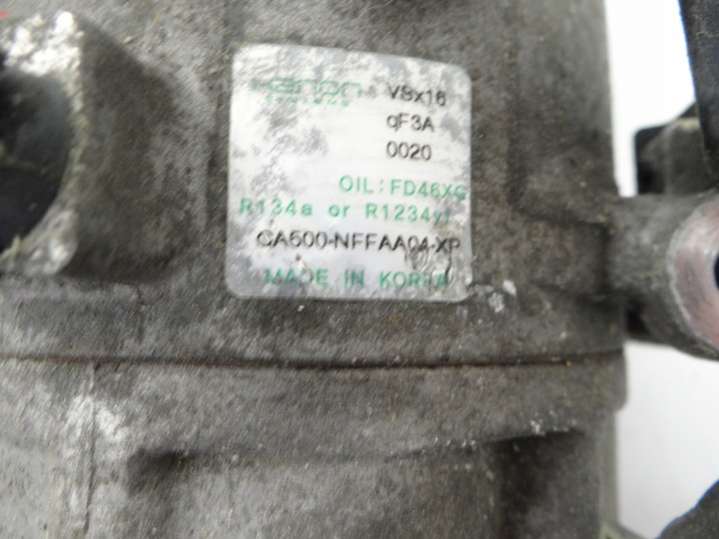 VSx16
qF3A
0020
OIL:FD46XG
R134a or R1234yf
CA500-NFFAA04-XP
MADE IN KOREA